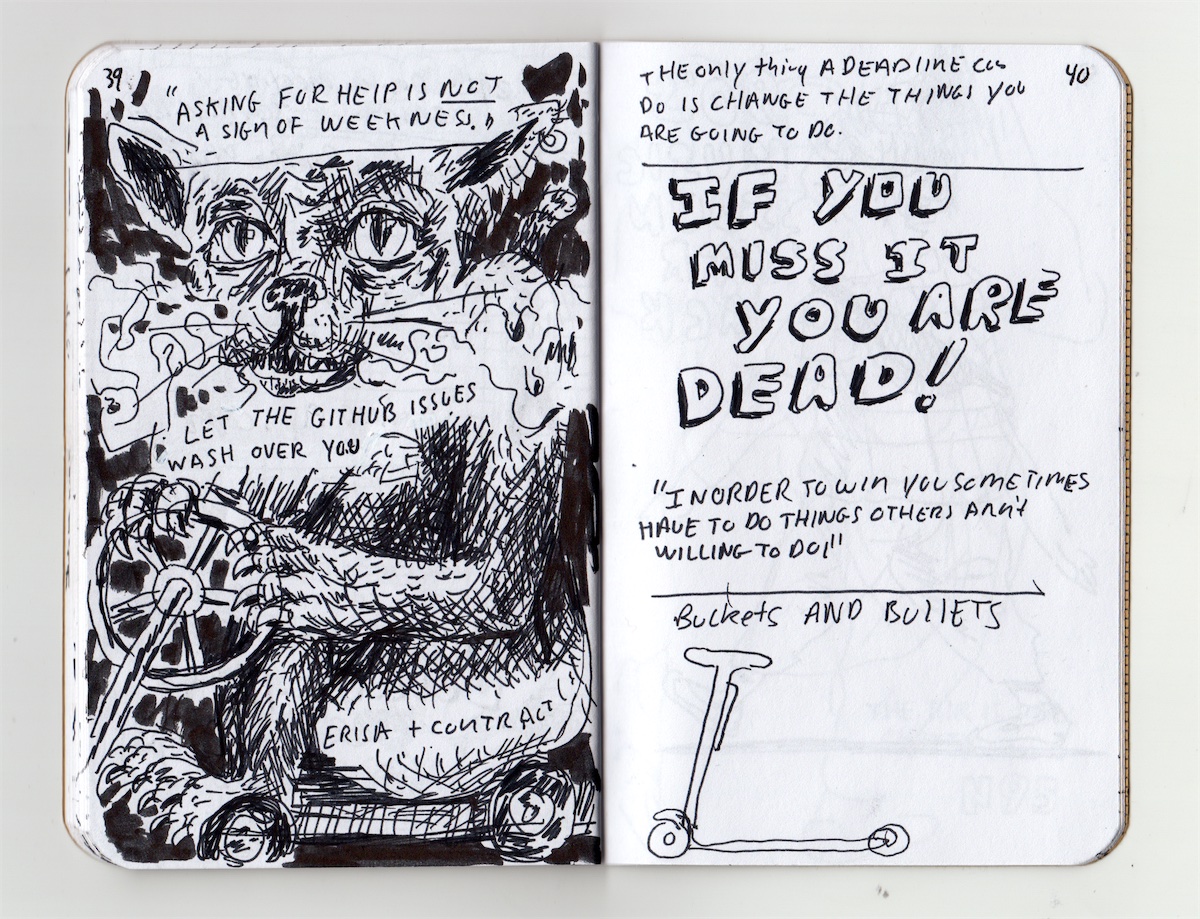 39
"ASKING FOR HELP IS NOT
A SIGN OF WEEKNESS."
LET THE GITHUB ISSUES
WASH OVER YOU
ERISA + CONTRACT
40
THE only thing A DEADLINE can
DO IS CHANGE THE THINGS YOU
ARE GOING TO DO.
IF YOU
MISS IT
YOU ARE
DEAD!
"IN ORDER TO WIN YOU SOMETIMES
HAVE TO DO THINGS OTHERS AREN'T
WILLING TO DO!"
Buckets AND BULLETS